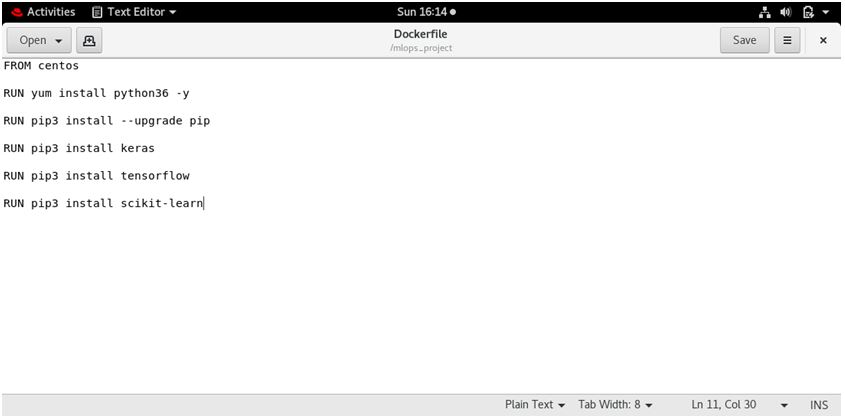 Activities Text Editor Sun 16:14
Open Dockerfile Save
/mlops_project
FROM centos
RUN yum install python36 -y
RUN pip3 install --upgrade pip
RUN pip3 install keras
RUN pip3 install tensorflow
RUN pip3 install scikit-learn
Plain Text Tab Width: 8 Ln 11, Col 30 INS